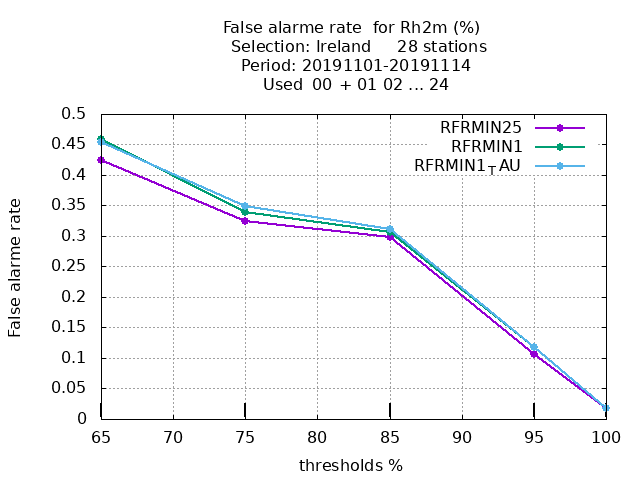 False alarme rate for Rh2m (%)
Selection: Ireland 28 stations
Period: 20191101-20191114
Used 00 + 01 02 ... 24
0.5
0.45
0.4
0.35
0.3
0.25
0.2
0.15
0.1
0.05
0
False alarme rate
RFRMIN25
RFRMIN1
RFRMIN1TAU
65 70 75 80 85 90 95 100
thresholds %